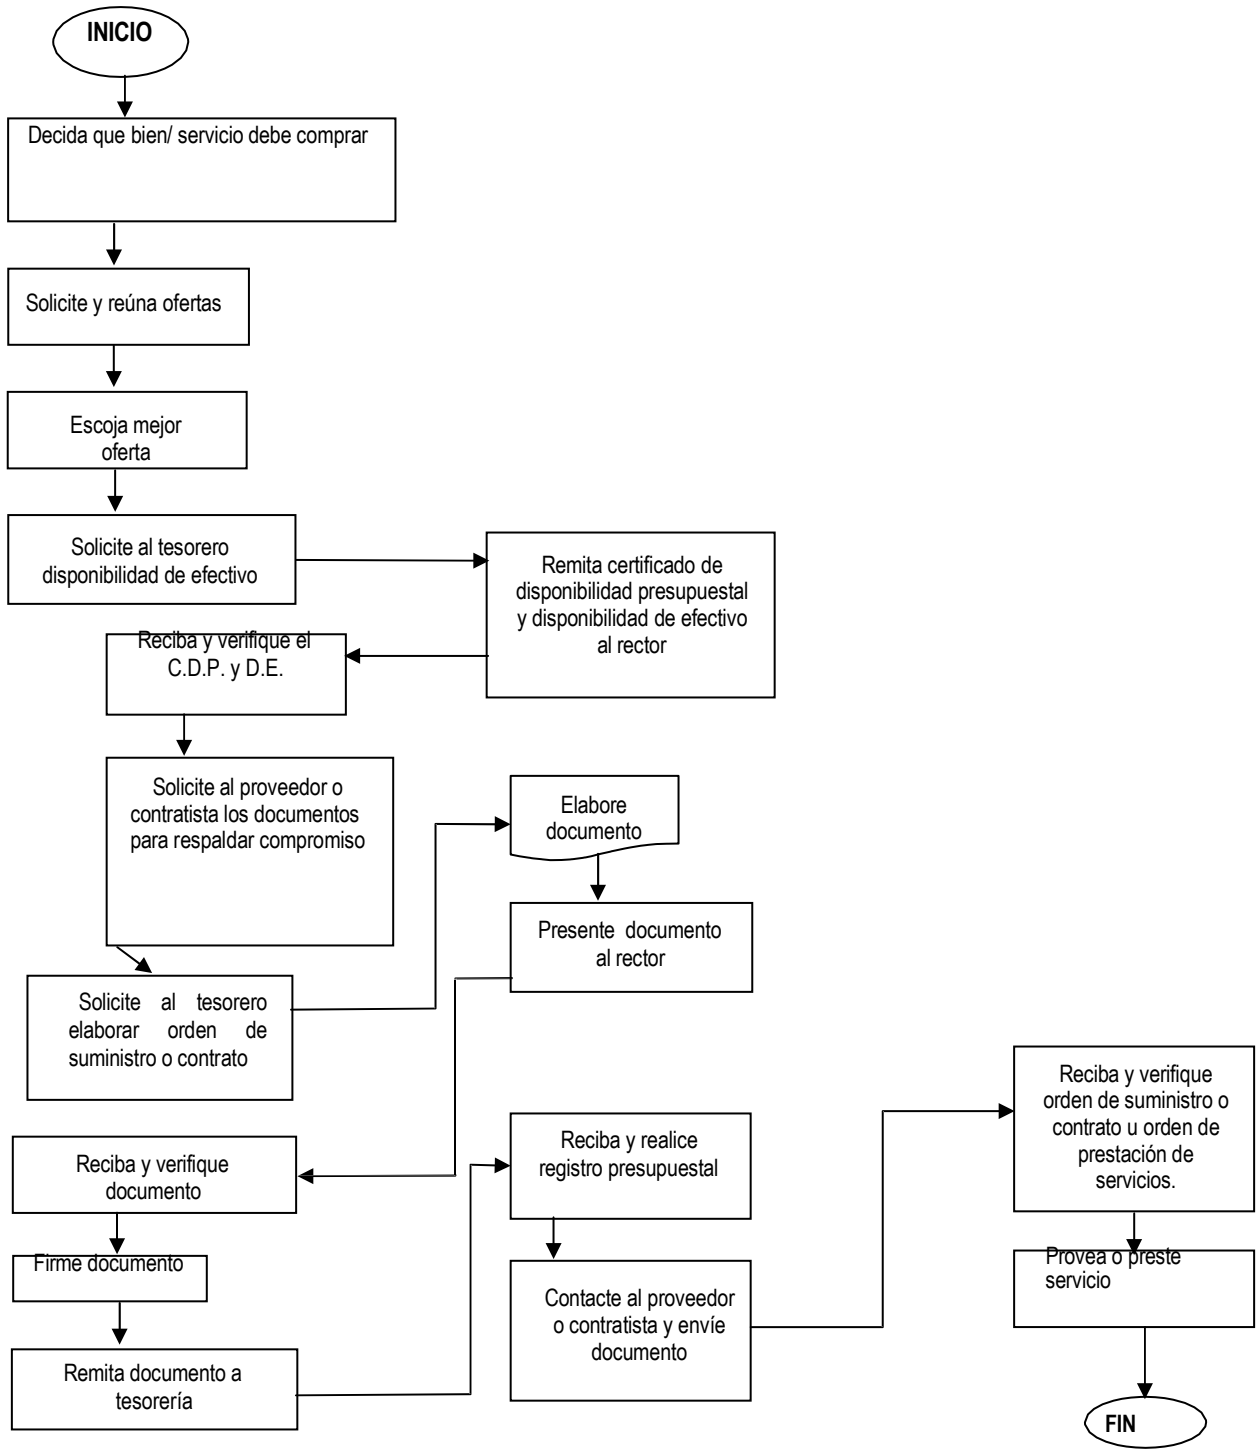 INICIO
Decida que bien/ servicio debe comprar
Solicite y reúna ofertas
Escoja mejor
oferta
Solicite al tesorero
disponibilidad de efectivo
Remita certificado de
disponibilidad presupuestal
y disponibilidad de efectivo
al rector
Reciba y verifique el
C.D.P. y D.E.
Solicite al proveedor o
contratista los documentos
para respaldar compromiso
Solicite al tesorero
elaborar orden de
suministro o contrato
Elabore
documento
Presente documento
al rector
Reciba y verifique
documento
Firme documento
Remita documento a
tesorería
Reciba y realice
registro presupuestal
Contacte al proveedor
o contratista y envíe
documento
Reciba y verifique
orden de suministro o
contrato u orden de
prestación de
servicios.
Provea o preste
servicio
FIN